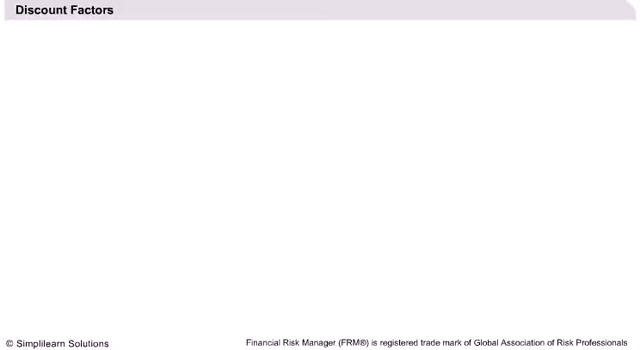 Discount Factors
© Simplilearn Solutions
Financial Risk Manager (FRM®) is registered trade mark of Global Association of Risk Professionals